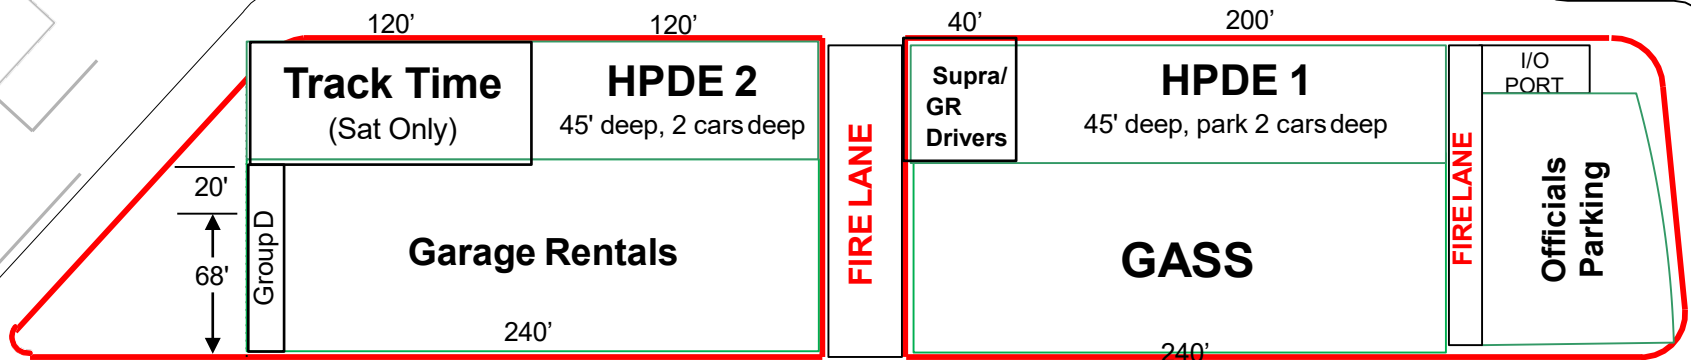 120’
120’
40’
200’
Track Time
(Sat Only)
HPDE 2
45' deep, 2 cars deep
Supra/
GR
Drivers
HPDE 1
45' deep, park 2 cars deep
I/O
PORT
20'
68'
Group D
Garage Rentals
240’
FIRE LANE
GASS
240’
FIRE LANE
Officials
Parking